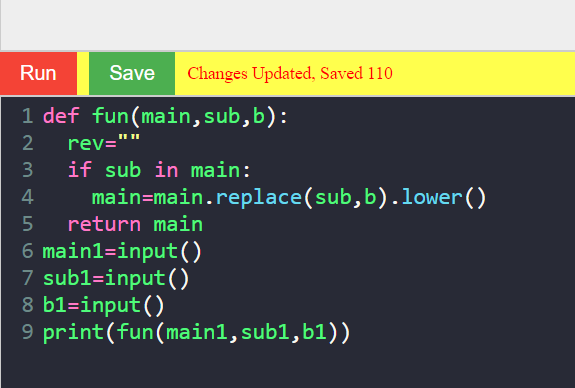 Run Save Changes Updated, Saved 110
1 def fun(main,sub,b):
2   rev=""
3   if sub in main:
4     main=main.replace(sub,b).lower()
5   return main
6 main1=input()
7 sub1=input()
8 b1=input()
9 print(fun(main1,sub1,b1))